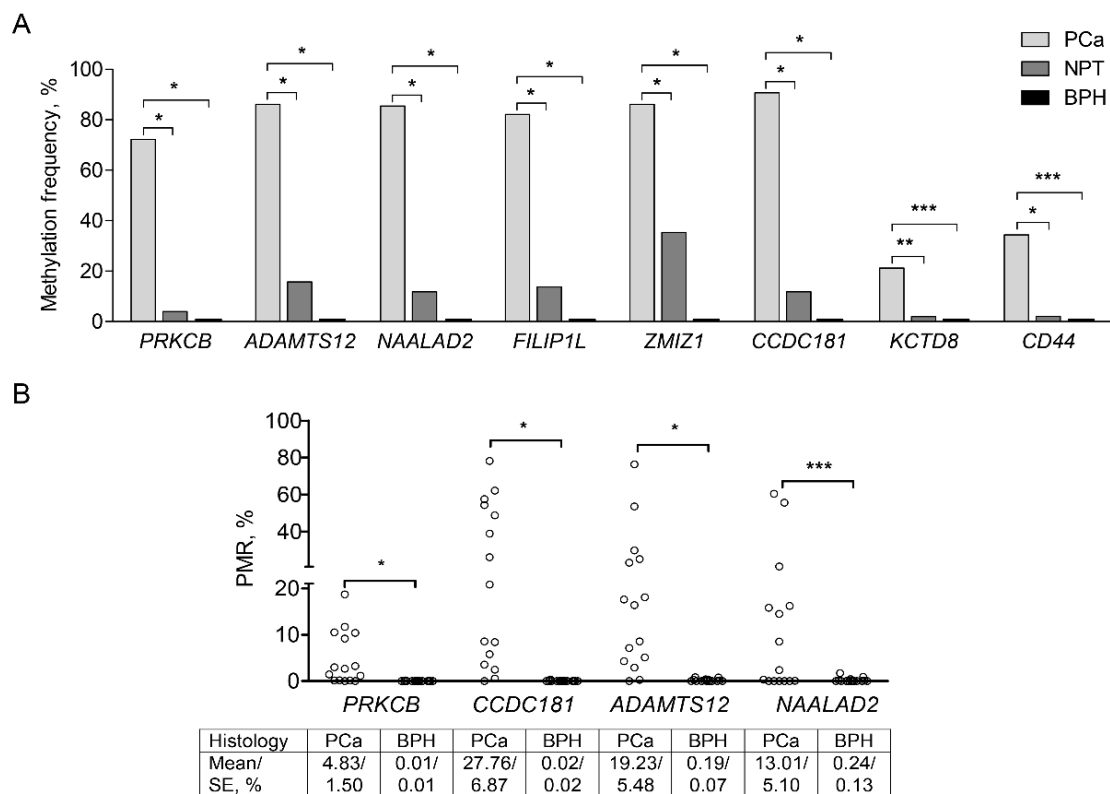 A
PCa
NPT
BPH
Methylation frequency, %
100
80
60
40
20
0
*
*
*
*
*
*
*
*
*
*
*
*
***
**
***
*
PRKCB ADAMTS12 NAALAD2 FILIP1L ZMIZ1 CCDC181 KCTD8 CD44
B
PMR, %
100
80
60
40
20
10
0
*
*
*
***
PRKCB CCDC181 ADAMTS12 NAALAD2
Histology PCa BPH PCa BPH PCa BPH PCa BPH
Mean/ 4.83/ 0.01/ 27.76/ 0.02/ 19.23/ 0.19/ 13.01/ 0.24/
SE, % 1.50 0.01 6.87 0.02 5.48 0.07 5.10 0.13